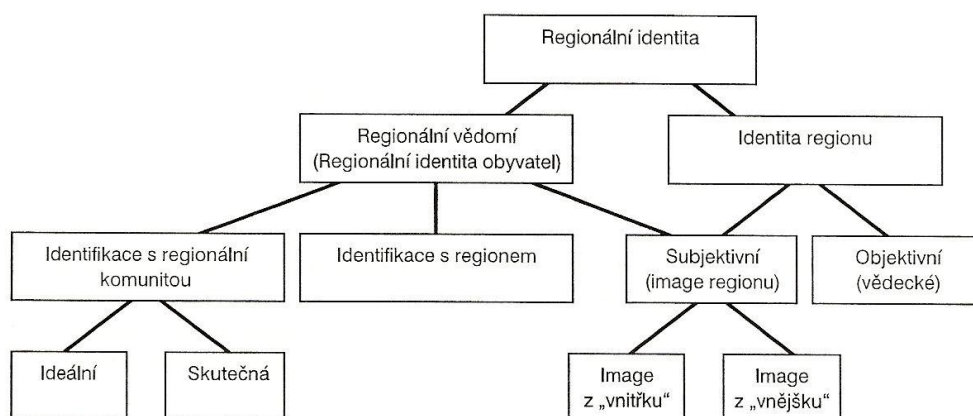 Regionální identita
Regionální vědomí
(Regionální identita obyvatel)
Identita regionu
Identifikace s regionální
komunitou
Identifikace s regionem
Subjektivní
(image regionu)
Objektivní
(vědecké)
Ideální
Skutečná
Image
z „vnitřku“
Image
z „vnějšku“